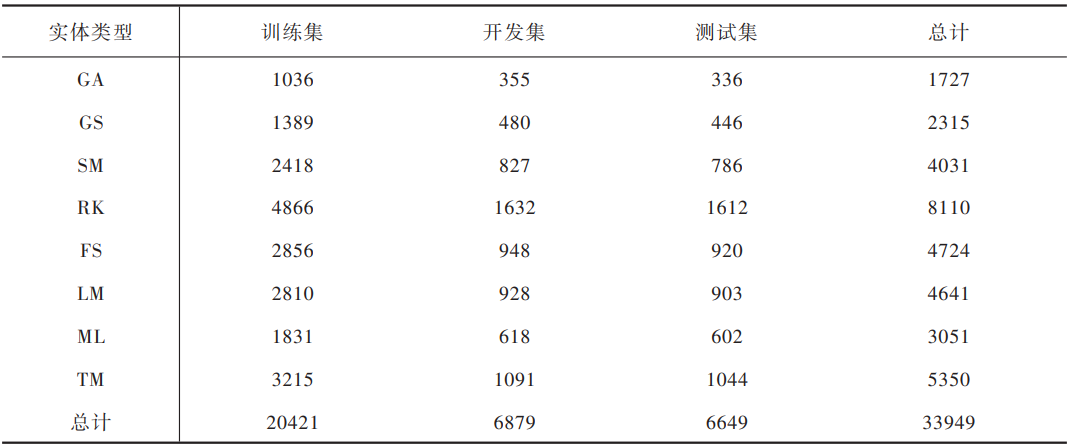 实体类型 训练集 开发集 测试集 总计
GA 1036 355 336 1727
GS 1389 480 446 2315
SM 2418 827 786 4031
RK 4866 1632 1612 8110
FS 2856 948 920 4724
LM 2810 928 903 4641
ML 1831 618 602 3051
TM 3215 1091 1044 5350
总计 20421 6879 6649 33949